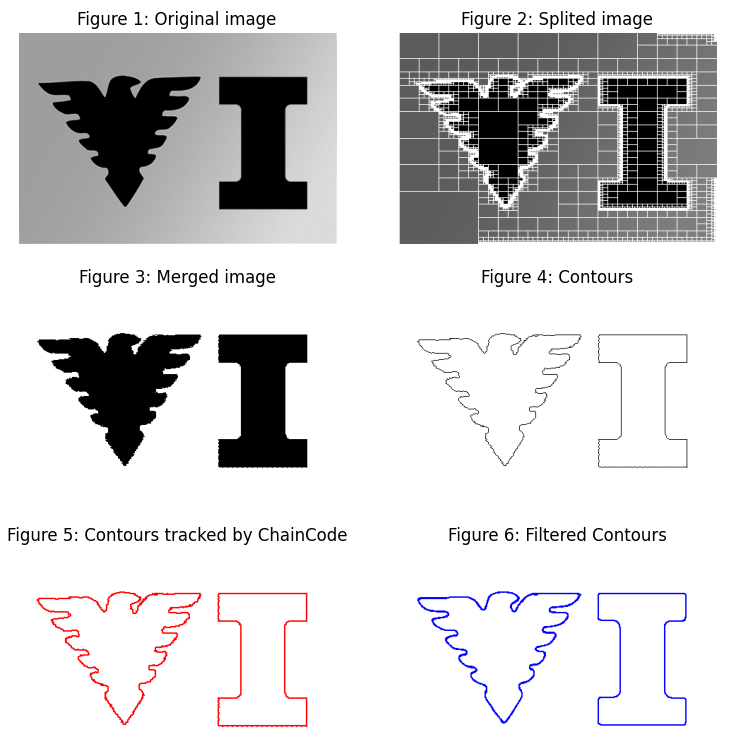 Figure 1: Original image
Figure 2: Splited image
Figure 3: Merged image
Figure 4: Contours
Figure 5: Contours tracked by ChainCode
Figure 6: Filtered Contours